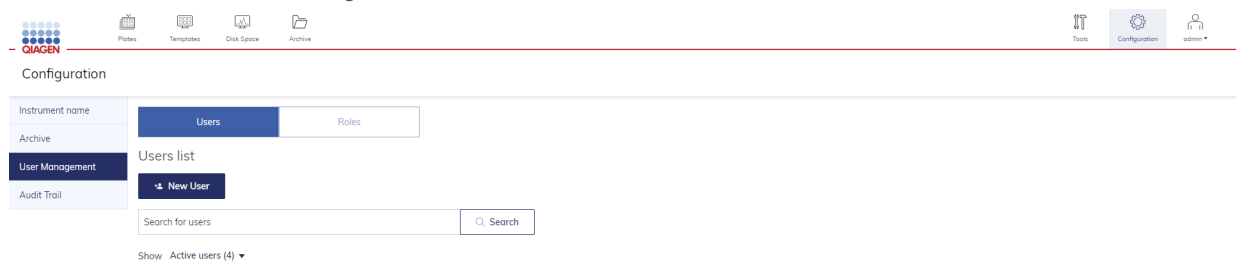 Plates Templates Disk Space Archive Tools Configuration admin
QIAGEN
Configuration
Instrument name
Archive
User Management
Audit Trail
Users Roles
Users list
New User
Search for users Search
Show Active users (4)